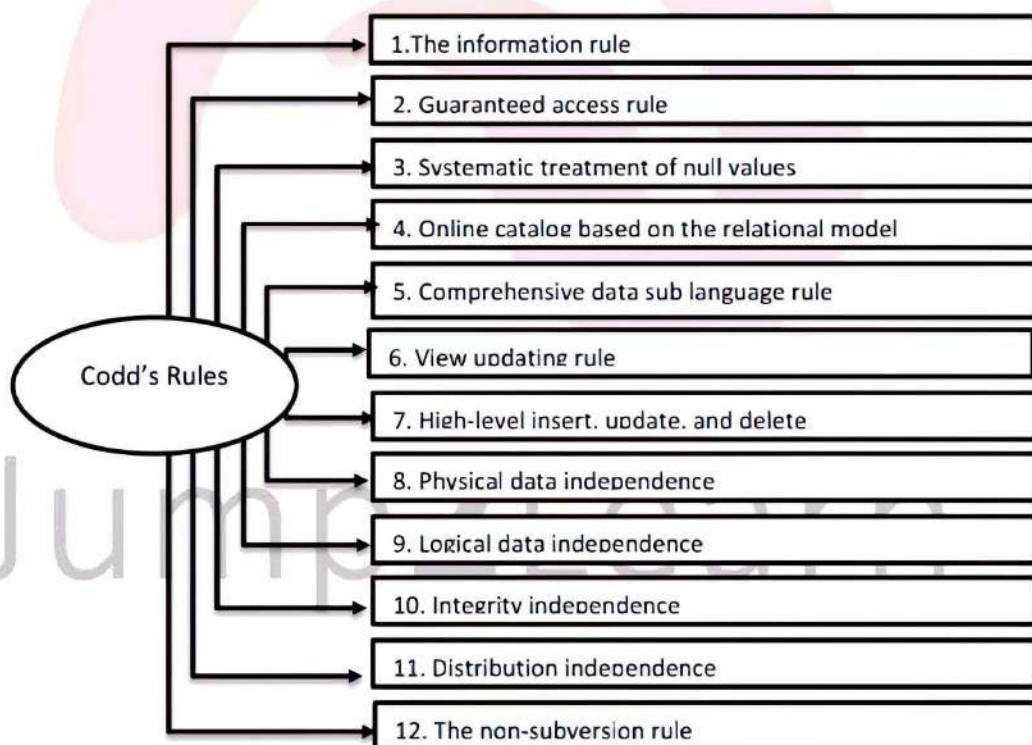 1.The information rule
2. Guaranteed access rule
3. Systematic treatment of null values
4. Online catalog based on the relational model
5. Comprehensive data sub language rule
6. View updating rule
Codd's Rules
7. High-level insert, update, and delete
8. Physical data independence
Jump2Learn
9. Logical data independence
10. Integrity independence
11. Distribution independence
12. The non-subversion rule